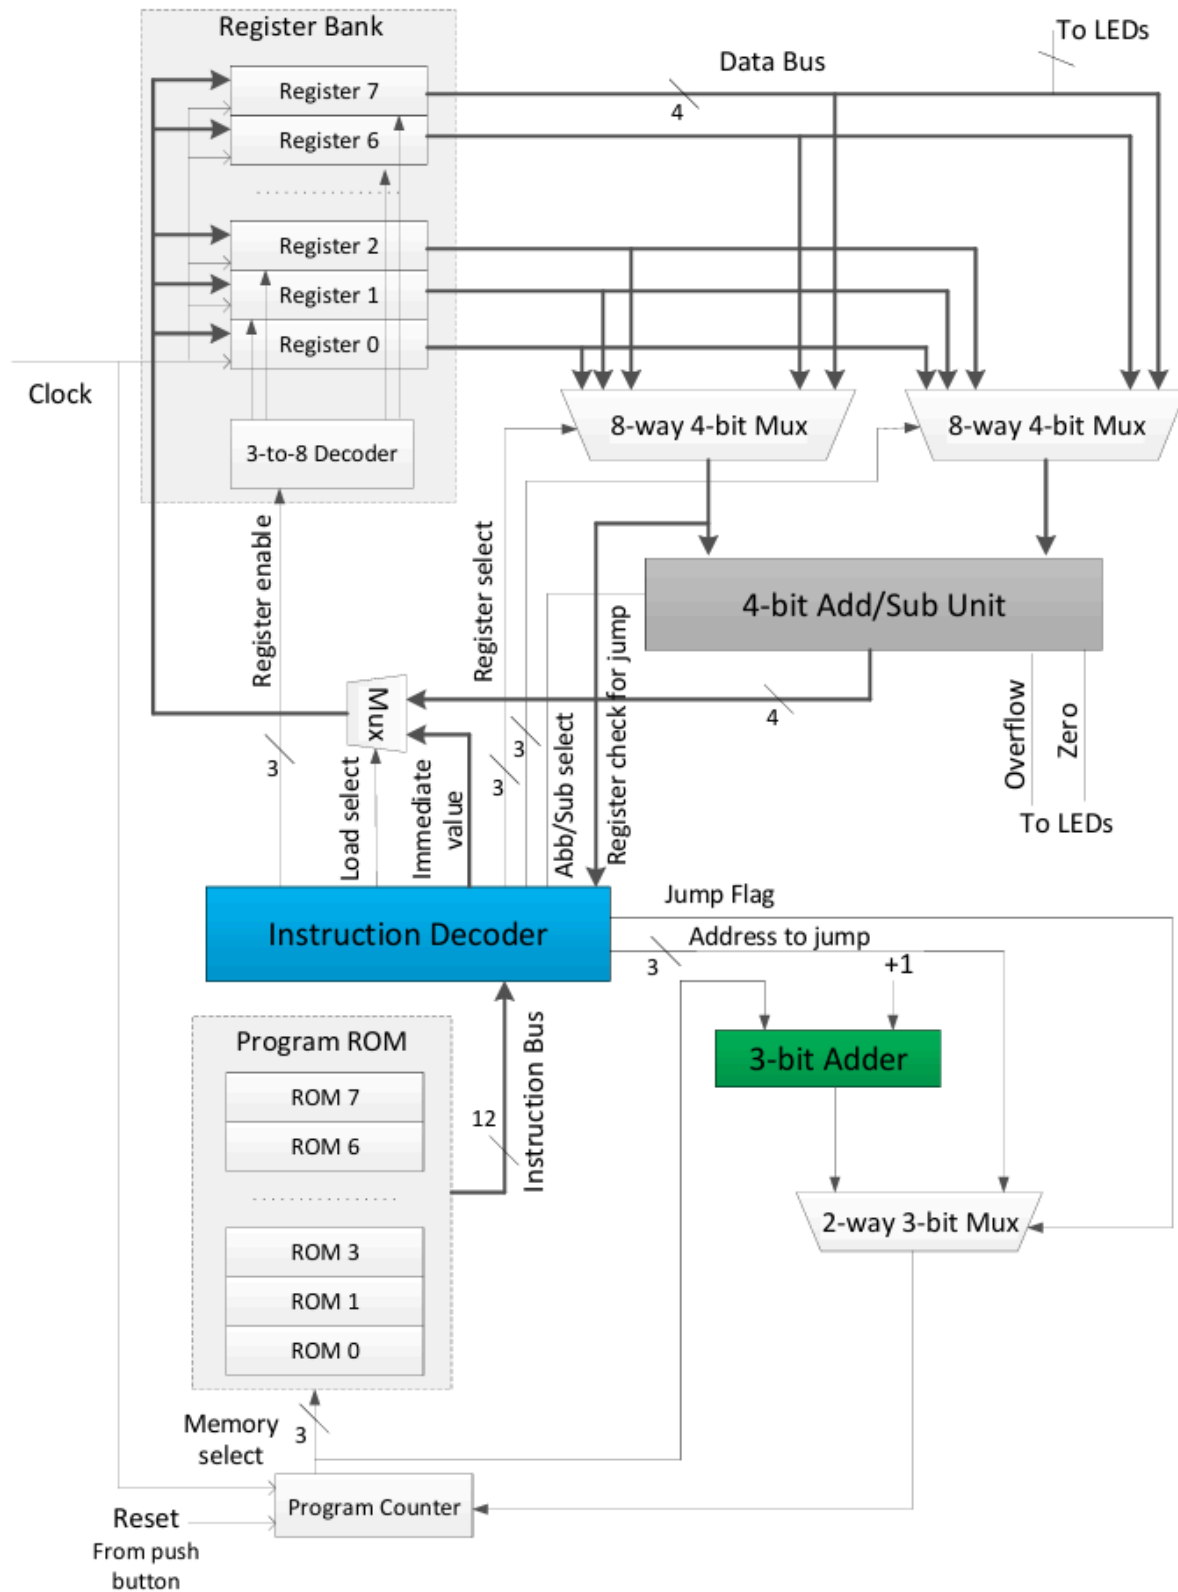 Register Bank
To LEDs
Data Bus
Register 7
4
Register 6
............
Register 2
Register 1
Register 0
Clock
8-way 4-bit Mux
8-way 4-bit Mux
3-to-8 Decoder
Register enable
Register select
4-bit Add/Sub Unit
Register check for jump
Mux
4
3
3
3
Overflow
Zero
Load select
Immediate
value
Abb/Sub select
To LEDs
Jump Flag
Instruction Decoder
Address to jump
3
+1
Program ROM
3-bit Adder
ROM 7
12
Instruction Bus
ROM 6
............
2-way 3-bit Mux
ROM 3
ROM 1
ROM 0
Memory
select
3
Program Counter
Reset
From push
button